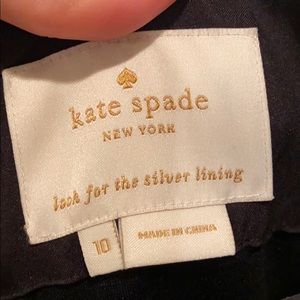 kate spade
NEW YORK
look for the silver lining
10
MADE IN CHINA